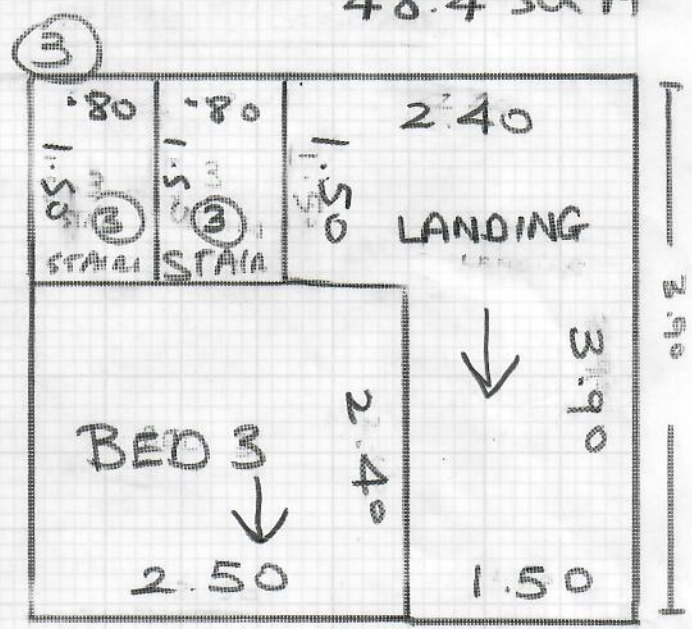 48.4 SQ M
3
.80 .80 2.40
1.50 1.50 1.50
3 3 LANDING
STAIR STAIR
3.90 3.90
BED 3 2.40
2.50 1.50